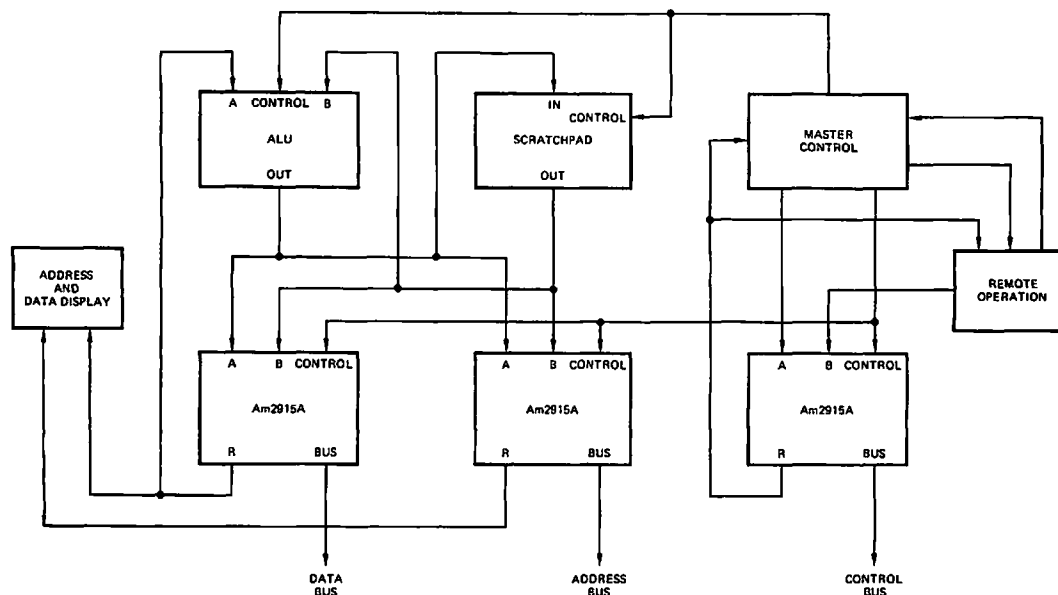 A CONTROL B
ALU
OUT
IN
CONTROL
SCRATCHPAD
OUT
MASTER
CONTROL
ADDRESS
AND
DATA DISPLAY
REMOTE
OPERATION
A B CONTROL
Am2915A
R BUS
A B CONTROL
Am2915A
R BUS
A B CONTROL
Am2915A
R BUS
DATA
BUS
ADDRESS
BUS
CONTROL
BUS